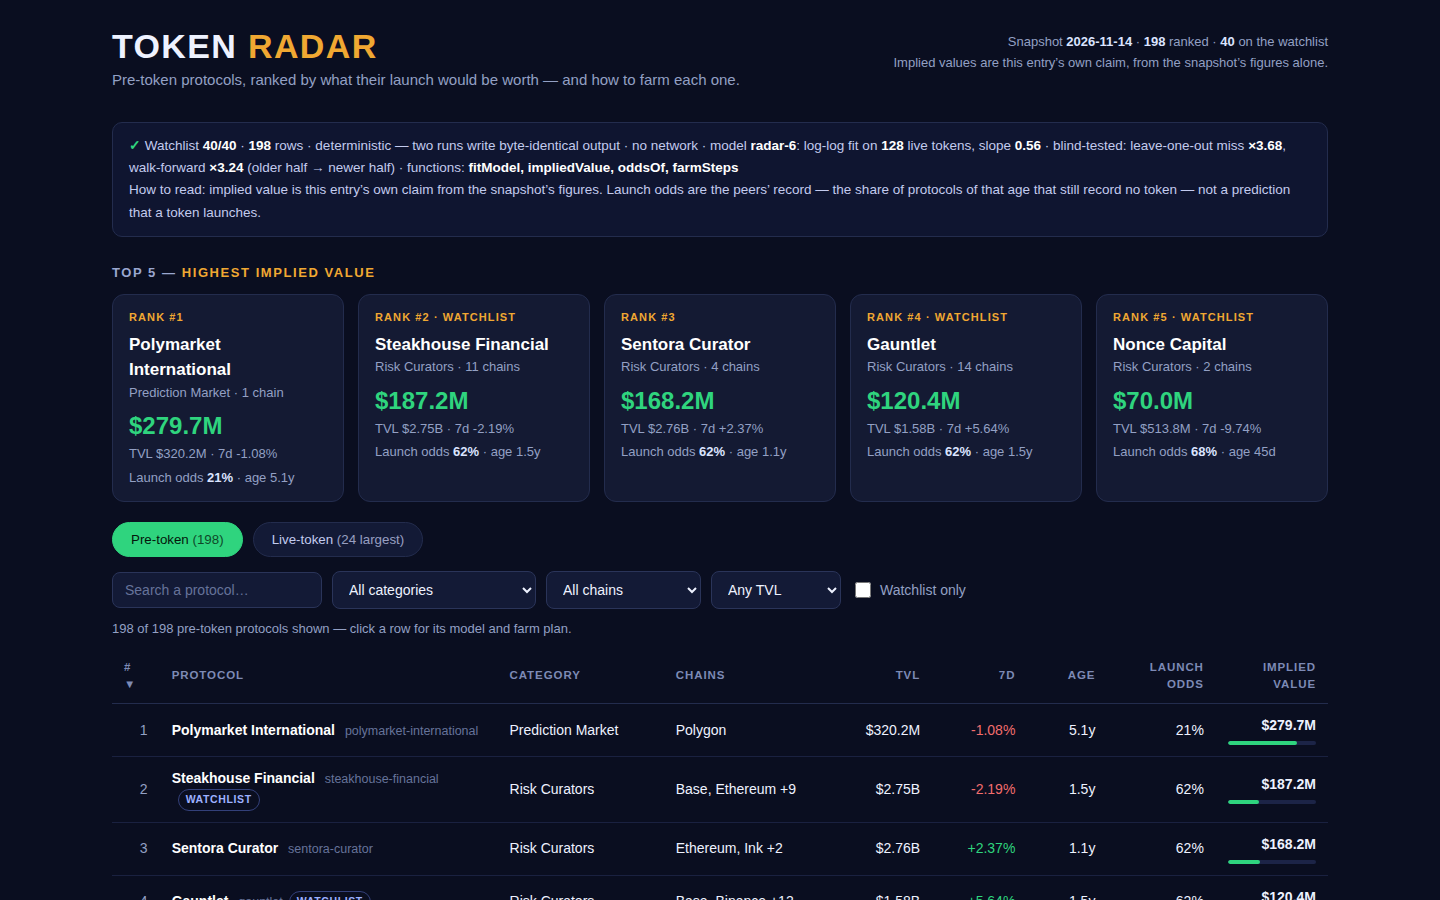 TOKEN RADAR
Pre-token protocols, ranked by what their launch would be worth — and how to farm each one.
Snapshot 2026-11-14 · 198 ranked · 40 on the watchlist
Implied values are this entry's own claim, from the snapshot's figures alone.
✓ Watchlist 40/40 · 198 rows · deterministic — two runs write byte-identical output · no network · model radar-6: log-log fit on 128 live tokens, slope 0.56 · blind-tested: leave-one-out miss ×3.68,
walk-forward ×3.24 (older half → newer half) · functions: fitModel, impliedValue, oddsOf, farmSteps
How to read: implied value is this entry's own claim from the snapshot's figures. Launch odds are the peers' record — the share of protocols of that age that still record no token — not a prediction
that a token launches.
TOP 5 — HIGHEST IMPLIED VALUE
RANK #1
Polymarket
International
Prediction Market · 1 chain
$279.7M
TVL $320.2M · 7d -1.08%
Launch odds 21% · age 5.1y
RANK #2 · WATCHLIST
Steakhouse Financial
Risk Curators · 11 chains
$187.2M
TVL $2.75B · 7d -2.19%
Launch odds 62% · age 1.5y
RANK #3
Sentora Curator
Risk Curators · 4 chains
$168.2M
TVL $2.76B · 7d +2.37%
Launch odds 62% · age 1.1y
RANK #4 · WATCHLIST
Gauntlet
Risk Curators · 14 chains
$120.4M
TVL $1.58B · 7d +5.64%
Launch odds 62% · age 1.5y
RANK #5 · WATCHLIST
Nonce Capital
Risk Curators · 2 chains
$70.0M
TVL $513.8M · 7d -9.74%
Launch odds 68% · age 45d
Pre-token (198)
Live-token (24 largest)
Search a protocol…
All categories
All chains
Any TVL
Watchlist only
198 of 198 pre-token protocols shown — click a row for its model and farm plan.
# ▼ PROTOCOL CATEGORY CHAINS TVL 7D AGE LAUNCH ODDS IMPLIED VALUE
1 Polymarket International polymarket-international Prediction Market Polygon $320.2M -1.08% 5.1y 21% $279.7M
2 Steakhouse Financial steakhouse-financial WATCHLIST Risk Curators Base, Ethereum +9 $2.75B -2.19% 1.5y 62% $187.2M
3 Sentora Curator sentora-curator Risk Curators Ethereum, Ink +2 $2.76B +2.37% 1.1y 62% $168.2M
4 Gauntlet gauntlet WATCHLIST Risk Curators Base, Binance +12 $1.58B +5.64% 1.5y 62% $120.4M